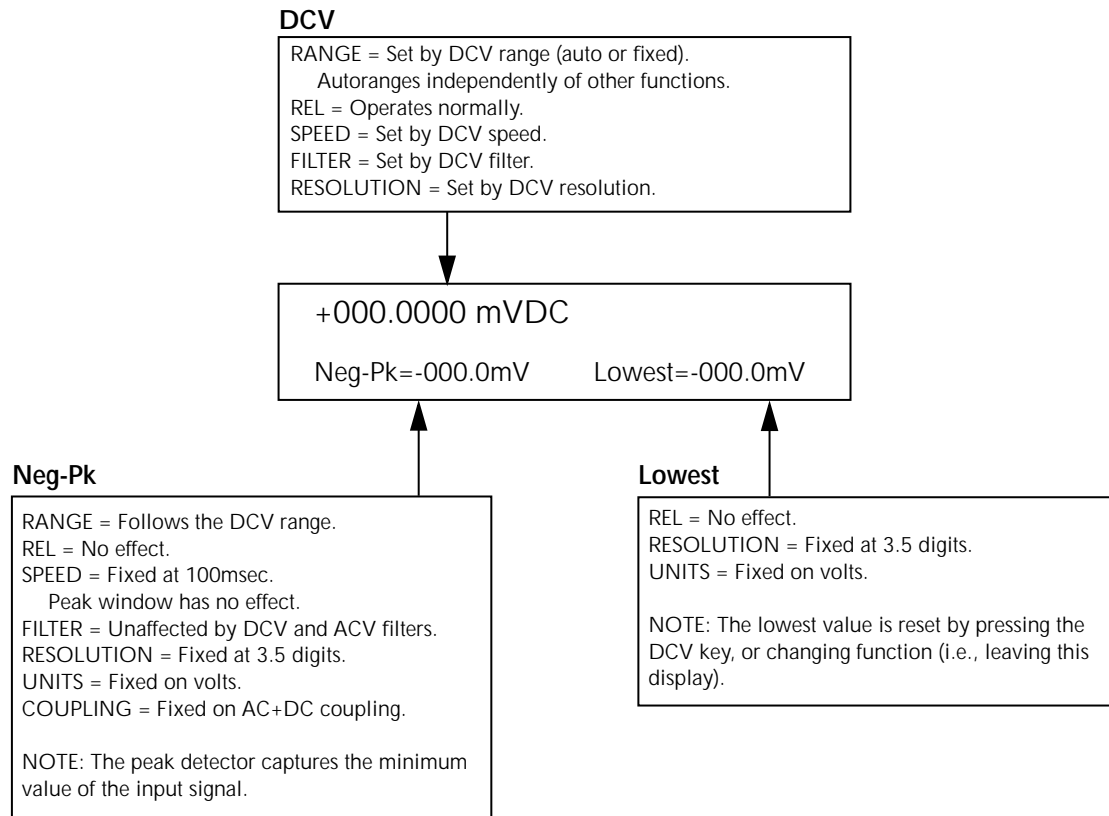 DCV
RANGE = Set by DCV range (auto or fixed).
Autoranges independently of other functions.
REL = Operates normally.
SPEED = Set by DCV speed.
FILTER = Set by DCV filter.
RESOLUTION = Set by DCV resolution.
+000.0000 mVDC
Neg-Pk=-000.0mV Lowest=-000.0mV
Neg-Pk
RANGE = Follows the DCV range.
REL = No effect.
SPEED = Fixed at 100msec.
Peak window has no effect.
FILTER = Unaffected by DCV and ACV filters.
RESOLUTION = Fixed at 3.5 digits.
UNITS = Fixed on volts.
COUPLING = Fixed on AC+DC coupling.
NOTE: The peak detector captures the minimum
value of the input signal.
Lowest
REL = No effect.
RESOLUTION = Fixed at 3.5 digits.
UNITS = Fixed on volts.
NOTE: The lowest value is reset by pressing the
DCV key, or changing function (i.e., leaving this
display).